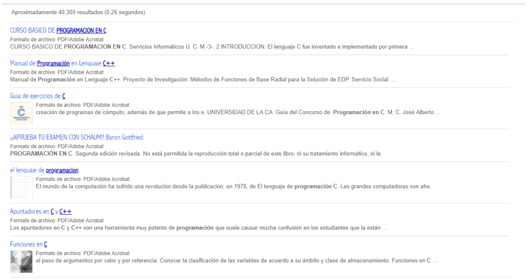 Aproximadamente 40,300 resultados (0.26 segundos)
CURSO BASICO DE PROGRAMACION EN C
Formato de archivo: PDF/Adobe Acrobat
CURSO BASICO DE PROGRAMACION EN C. Servicios Informáticos U. C. M.-3-. 2 INTRODUCCION. El lenguaje C fue inventado e implementado por primera ...
Manual de Programación en Lenguaje C++
Formato de archivo: PDF/Adobe Acrobat
Manual de Programación en Lenguaje C++. Proyecto de Investigación: Métodos de Funciones de Base Radial para la Solución de EDP. Servicio Social ...
Guia de exercicios de C
Formato de archivo: PDF/Adobe Acrobat
creación de programas de cómputo, además de que permite a los e. UNIVERSIDAD DE LA CA. Guía del Concurso de. Programación en C. M. C. José Alberto ...
¡¡APRUEBA TU EXAMEN CON SCHAUM!!! Byron Gottfried
Formato de archivo: PDF/Adobe Acrobat
PROGRAMACIÓN EN C. Segunda edición revisada. No está permitida la reproducción total o parcial de este libro, ni su tratamiento informático, ni la.
el lenguaje de programacion
Formato de archivo: PDF/Adobe Acrobat
El mundo de la computación ha sufrido una revolución desde la publicación, en 1978, de El lenguaje de programación C. Las grandes computadoras son aho.
Apuntadores en C y C++
Formato de archivo: PDF/Adobe Acrobat
Los apuntadores en C y C++ son una herramienta muy potente de programación que suele causar mucha confusión en los estudiantes que la están ...
Funciones en C
Formato de archivo: PDF/Adobe Acrobat
el paso de argumentos por valor y por referencia. Conocer la clasificación de las variables de acuerdo a su ámbito y clase de almacenamiento. Funciones en C ...